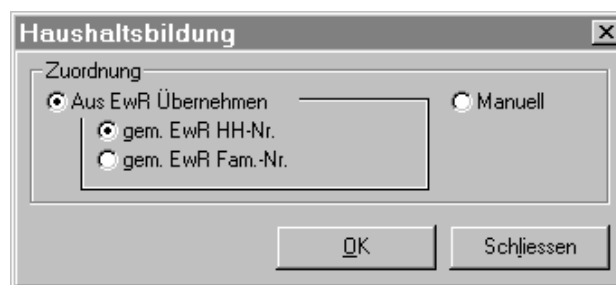 Haushaltsbildung
Zuordnung
Aus EwR Übernehmen Manuell
gem. EwR HH-Nr.
gem. EwR Fam.-Nr.
OK Schliessen